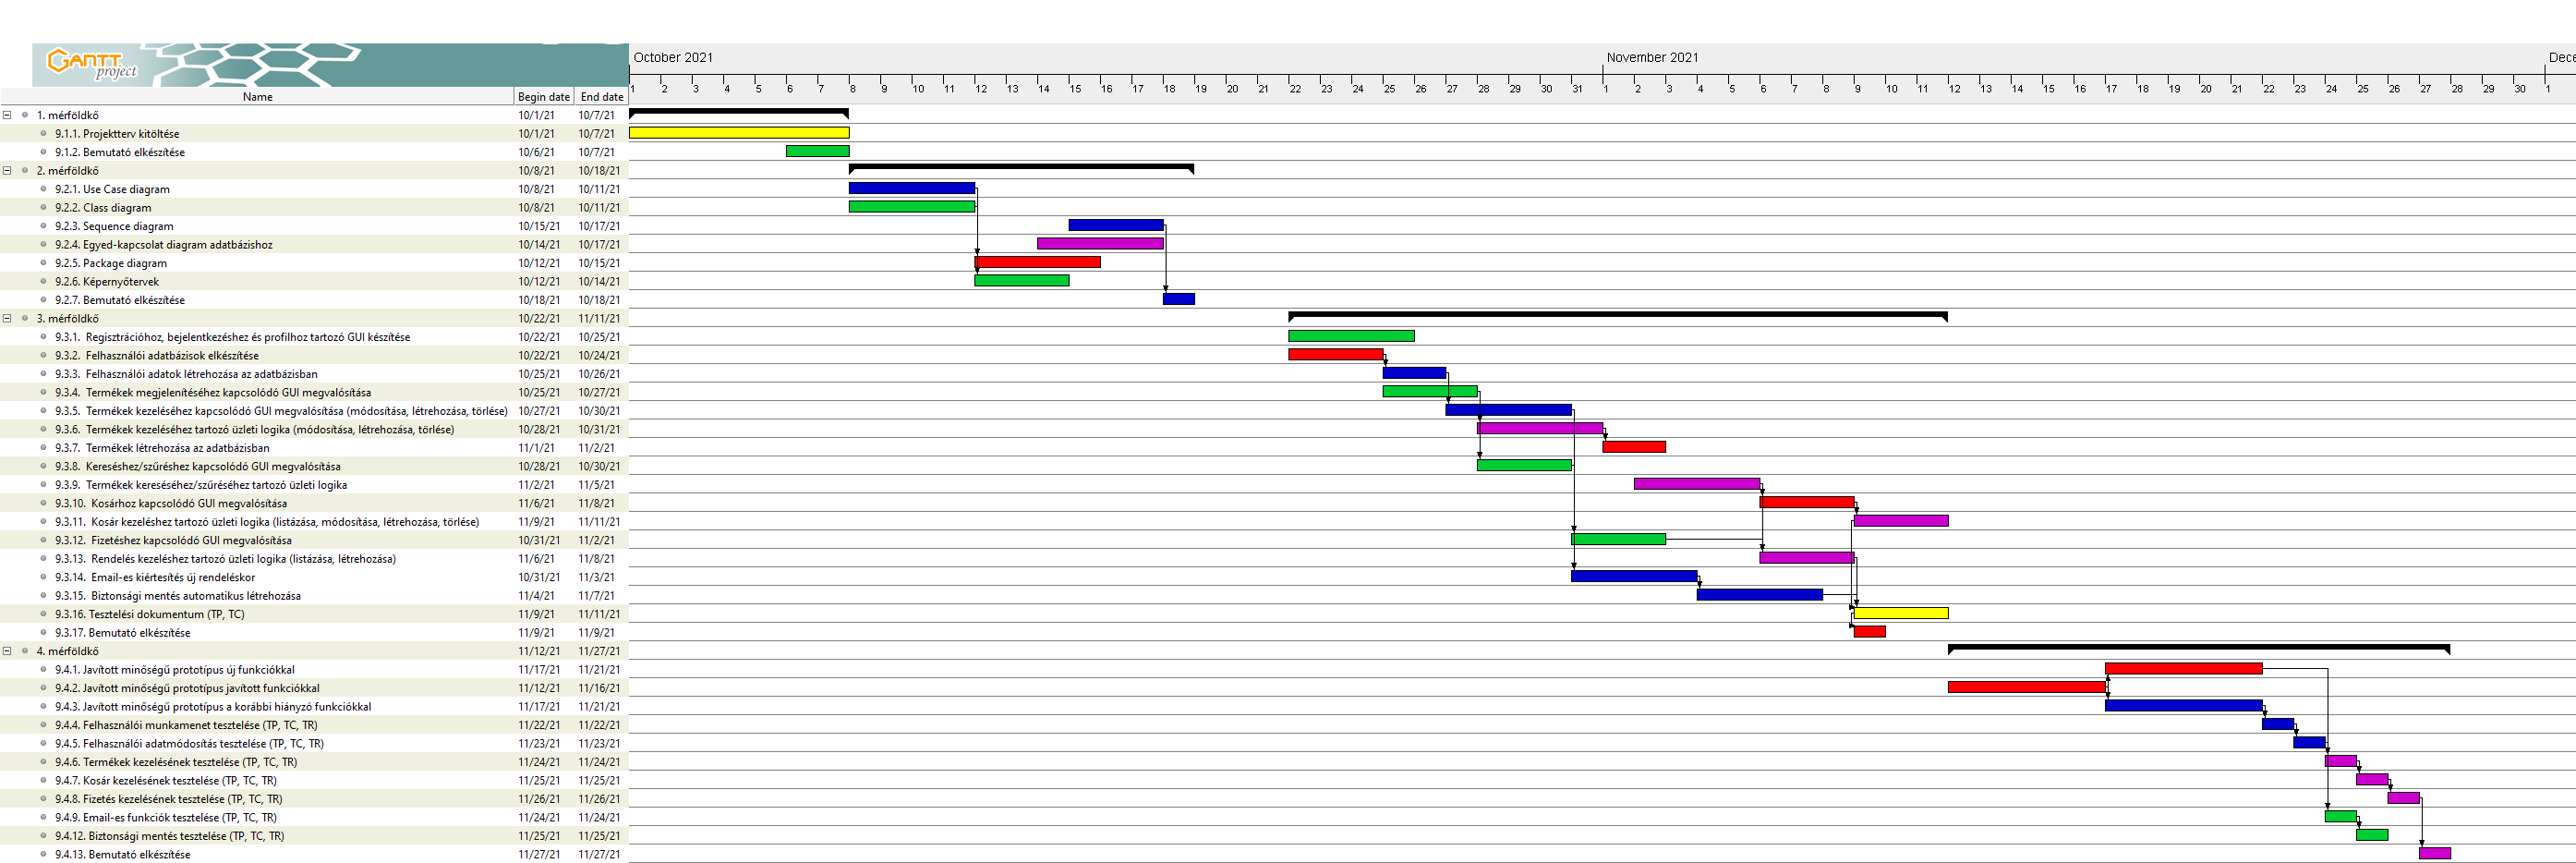 GANTT
project
October 2021
November 2021
Dece
Name Begin date End date
1 2 3 4 5 6 7 8 9 10 11 12 13 14 15 16 17 18 19 20 21 22 23 24 25 26 27 28 29 30 31 1 2 3 4 5 6 7 8 9 10 11 12 13 14 15 16 17 18 19 20 21 22 23 24 25 26 27 28 29 30 1
1. mérföldkő 10/1/21 10/7/21
9.1.1. Projektterv kitöltése 10/1/21 10/7/21
9.1.2. Bemutató elkészítése 10/6/21 10/7/21
2. mérföldkő 10/8/21 10/18/21
9.2.1. Use Case diagram 10/8/21 10/11/21
9.2.2. Class diagram 10/8/21 10/11/21
9.2.3. Sequence diagram 10/15/21 10/17/21
9.2.4. Egyed-kapcsolat diagram adatbázishoz 10/14/21 10/17/21
9.2.5. Package diagram 10/12/21 10/15/21
9.2.6. Képernyőtervek 10/12/21 10/14/21
9.2.7. Bemutató elkészítése 10/18/21 10/18/21
3. mérföldkő 10/22/21 11/11/21
9.3.1. Regisztrációhoz, bejelentkezéshez és profilhoz tartozó GUI készítése 10/22/21 10/25/21
9.3.2. Felhasználói adatbázisok elkészítése 10/22/21 10/24/21
9.3.3. Felhasználói adatok létrehozása az adatbázisban 10/25/21 10/26/21
9.3.4. Termékek megjelenítéséhez kapcsolódó GUI megvalósítása 10/25/21 10/27/21
9.3.5. Termékek kezeléséhez kapcsolódó GUI megvalósítása (módosítása, létrehozása, törlése) 10/27/21 10/30/21
9.3.6. Termékek kezeléséhez tartozó üzleti logika (módosítása, létrehozása, törlése) 10/28/21 10/31/21
9.3.7. Termékek létrehozása az adatbázisban 11/1/21 11/2/21
9.3.8. Kereséshez/szűréshez kapcsolódó GUI megvalósítása 10/28/21 10/30/21
9.3.9. Termékek kereséséhez/szűréséhez tartozó üzleti logika 11/2/21 11/5/21
9.3.10. Kosárhoz kapcsolódó GUI megvalósítása 11/6/21 11/8/21
9.3.11. Kosár kezeléshez tartozó üzleti logika (listázása, módosítása, létrehozása, törlése) 11/9/21 11/11/21
9.3.12. Fizetéshez kapcsolódó GUI megvalósítása 10/31/21 11/2/21
9.3.13. Rendelés kezeléshez tartozó üzleti logika (listázása, létrehozása) 11/6/21 11/8/21
9.3.14. Email-es kiértesítés új rendeléskor 10/31/21 11/3/21
9.3.15. Biztonsági mentés automatikus létrehozása 11/4/21 11/7/21
9.3.16. Tesztelési dokumentum (TP, TC) 11/9/21 11/11/21
9.3.17. Bemutató elkészítése 11/9/21 11/9/21
4. mérföldkő 11/12/21 11/27/21
9.4.1. Javított minőségű prototípus új funkciókkal 11/17/21 11/21/21
9.4.2. Javított minőségű prototípus javított funkciókkal 11/12/21 11/16/21
9.4.3. Javított minőségű prototípus a korábbi hiányzó funkciókkal 11/17/21 11/21/21
9.4.4. Felhasználói munkamenet tesztelése (TP, TC, TR) 11/22/21 11/22/21
9.4.5. Felhasználói adatmódosítás tesztelése (TP, TC, TR) 11/23/21 11/23/21
9.4.6. Termékek kezelésének tesztelése (TP, TC, TR) 11/24/21 11/24/21
9.4.7. Kosár kezelésének tesztelése (TP, TC, TR) 11/25/21 11/25/21
9.4.8. Fizetés kezelésének tesztelése (TP, TC, TR) 11/26/21 11/26/21
9.4.9. Email-es funkciók tesztelése (TP, TC, TR) 11/24/21 11/24/21
9.4.12. Biztonsági mentés tesztelése (TP, TC, TR) 11/25/21 11/25/21
9.4.13. Bemutató elkészítése 11/27/21 11/27/21